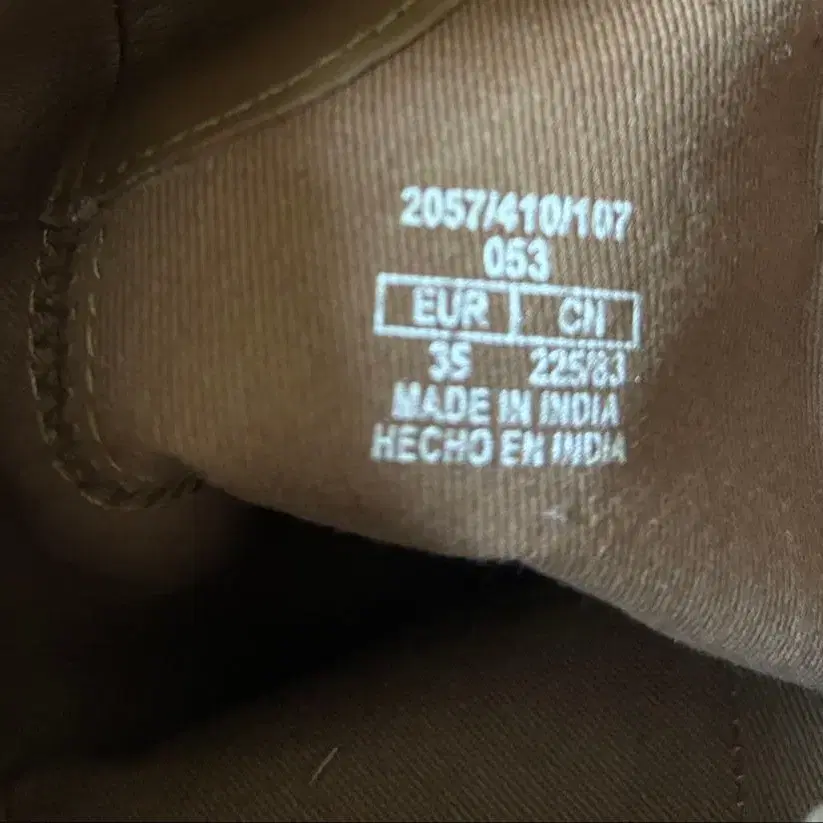 2057/410/107
053
EUR CN
35 225/83
MADE IN INDIA
HECHO EN INDIA